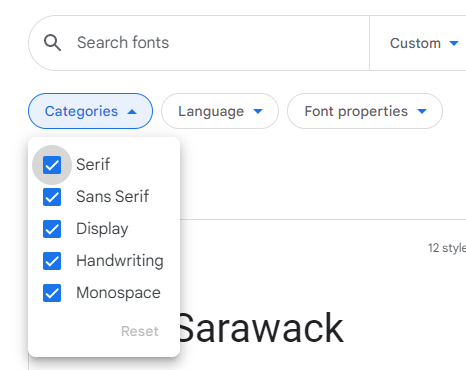 Search fonts
Custom
Categories
Language
Font properties
Serif
Sans Serif
Display
12 style
Handwriting
Monospace
Reset
Sarawack